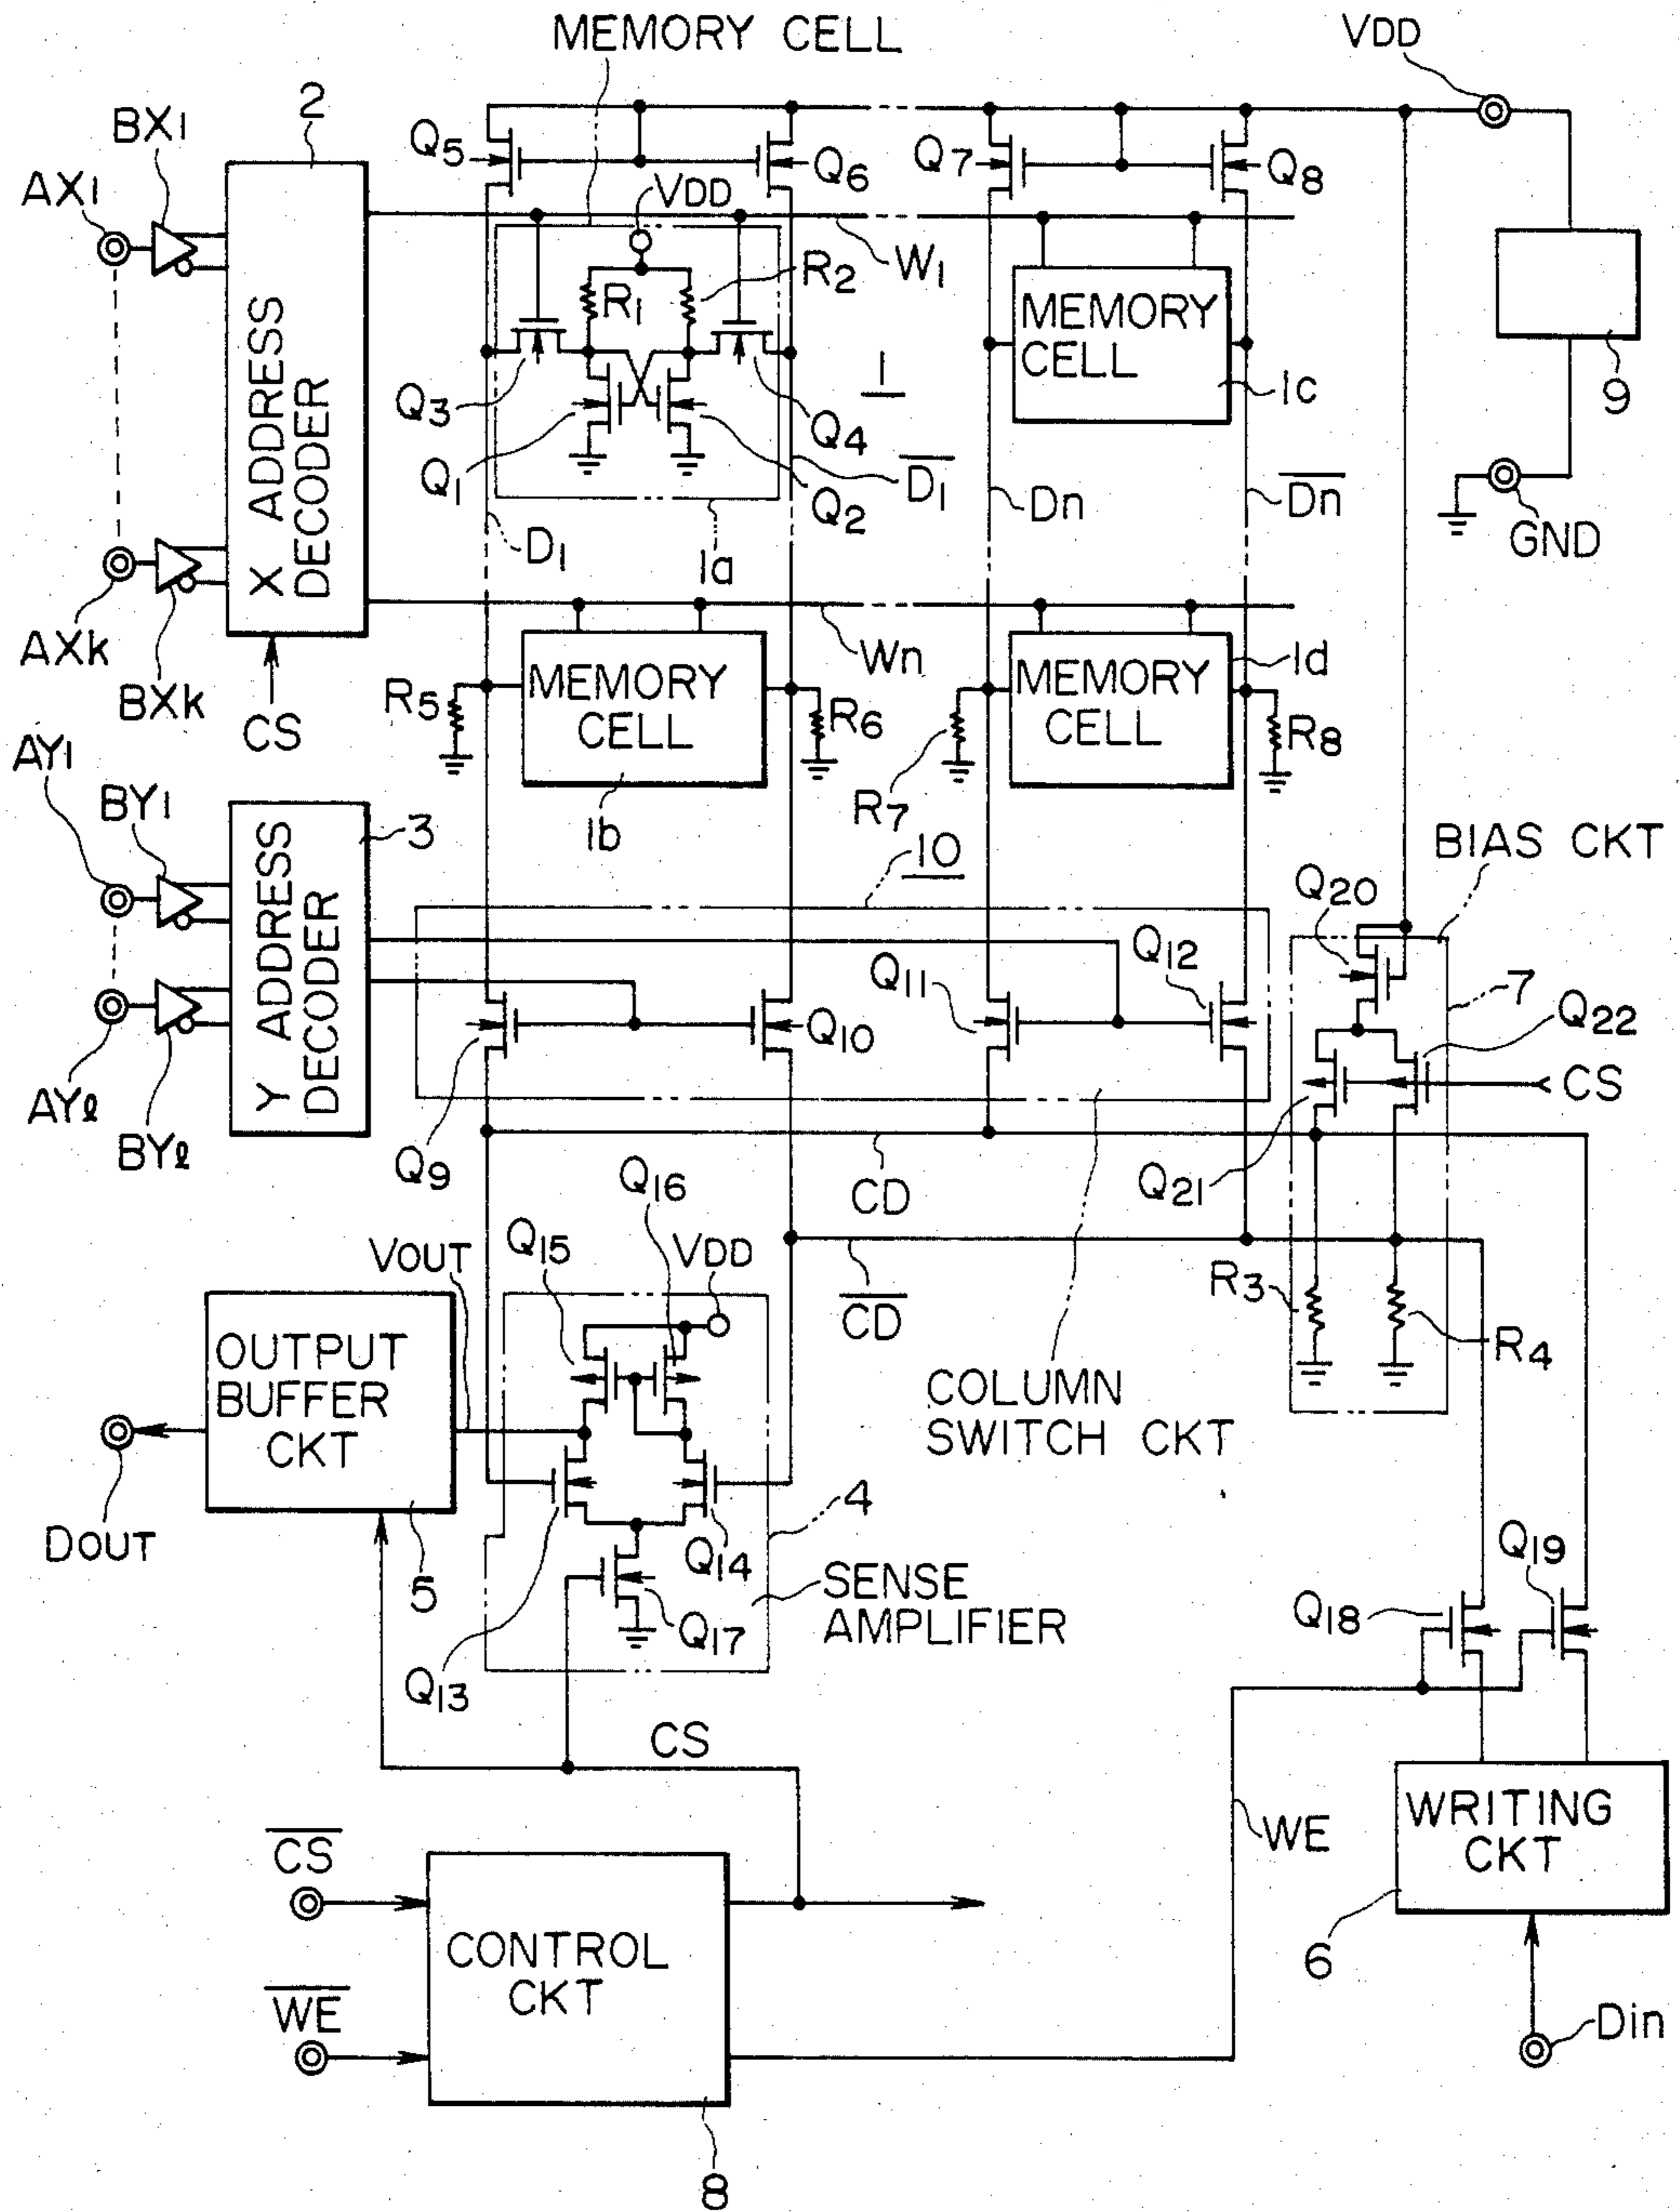 MEMORY CELL
VDD
2
BX1
AX1
Q5
Q6
Q7
Q8
VDD
W1
R1
R2
MEMORY
CELL
X ADDRESS
DECODER
Q3
Q4
1
1c
9
Q1
Q2
D1
Dn
Dn
GND
D1
1a
AXk
BXk
CS
Wn
1d
MEMORY
CELL
MEMORY
CELL
R5
R6
R7
R8
1b
AY1
BY1
3
10
BIAS CKT
Q20
Y ADDRESS
DECODER
Q12
Q11
7
Q22
Q9
Q10
CS
AYl
BYl
CD
Q21
Q16
Q15
VOUT
VDD
CD
R3
R4
OUTPUT
BUFFER
CKT
COLUMN
SWITCH CKT
DOUT
5
4
Q14
Q19
SENSE
AMPLIFIER
Q18
Q17
Q13
CS
WE
WRITING
CKT
CS
CONTROL
CKT
6
WE
Din
8